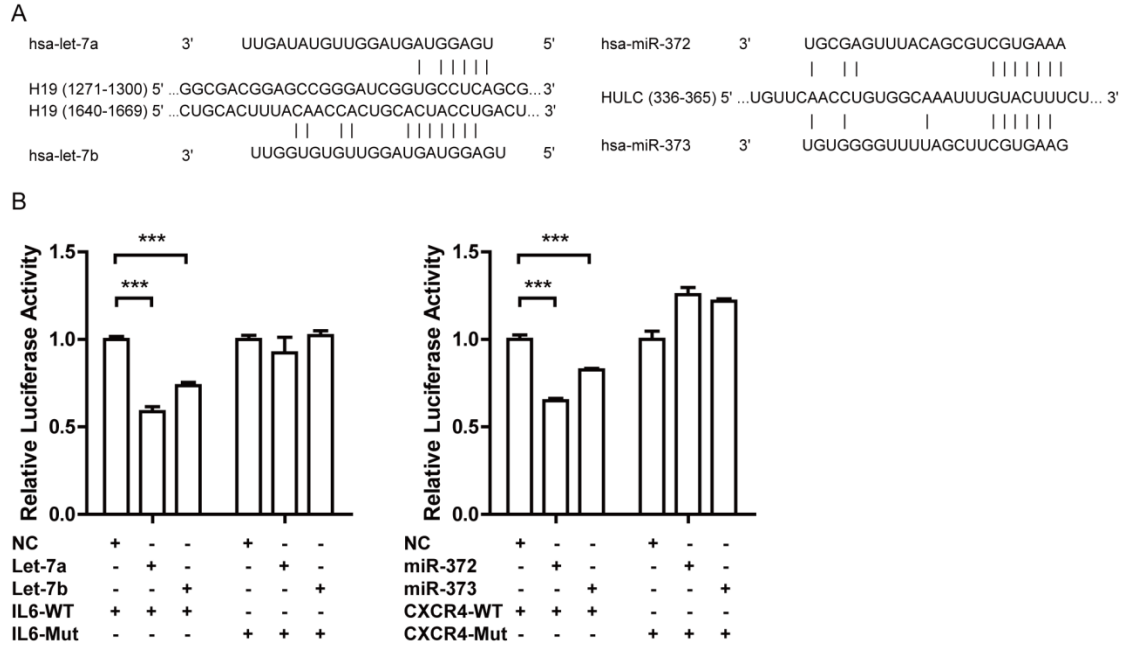 A
hsa-let-7a 3' UUGAUAUGUUGGAUGAUGGAGU 5'
H19 (1271-1300) 5' ...GGCGACGGAGCCGGGAUCGGUGCCUCAGCG... 3'
H19 (1640-1669) 5' ...CUGCACUUUACAACCACUGCACUACCUGACU... 3'
hsa-let-7b 3' UUGGUGUGUUGGAUGAUGGAGU 5'
hsa-miR-372 3' UGCGAGUUUACAGCGUCGUGAAA
HULC (336-365) 5' ...UGUUCAACCUGUGGCAAAUUUGUACUUUCU... 3'
hsa-miR-373 3' UGUGGGGUUUUAGCUUCGUGAAG
B
Relative Luciferase Activity
1.5
1.0
0.5
0.0
***
***
NC + - - + - -
Let-7a - + - - + -
Let-7b - - + - - +
IL6-WT + + + - - -
IL6-Mut - - - + + +
Relative Luciferase Activity
1.5
1.0
0.5
0.0
***
***
NC + - - + - -
miR-372 - + - - + -
miR-373 - - + - - +
CXCR4-WT + + + - - -
CXCR4-Mut - - - + + +